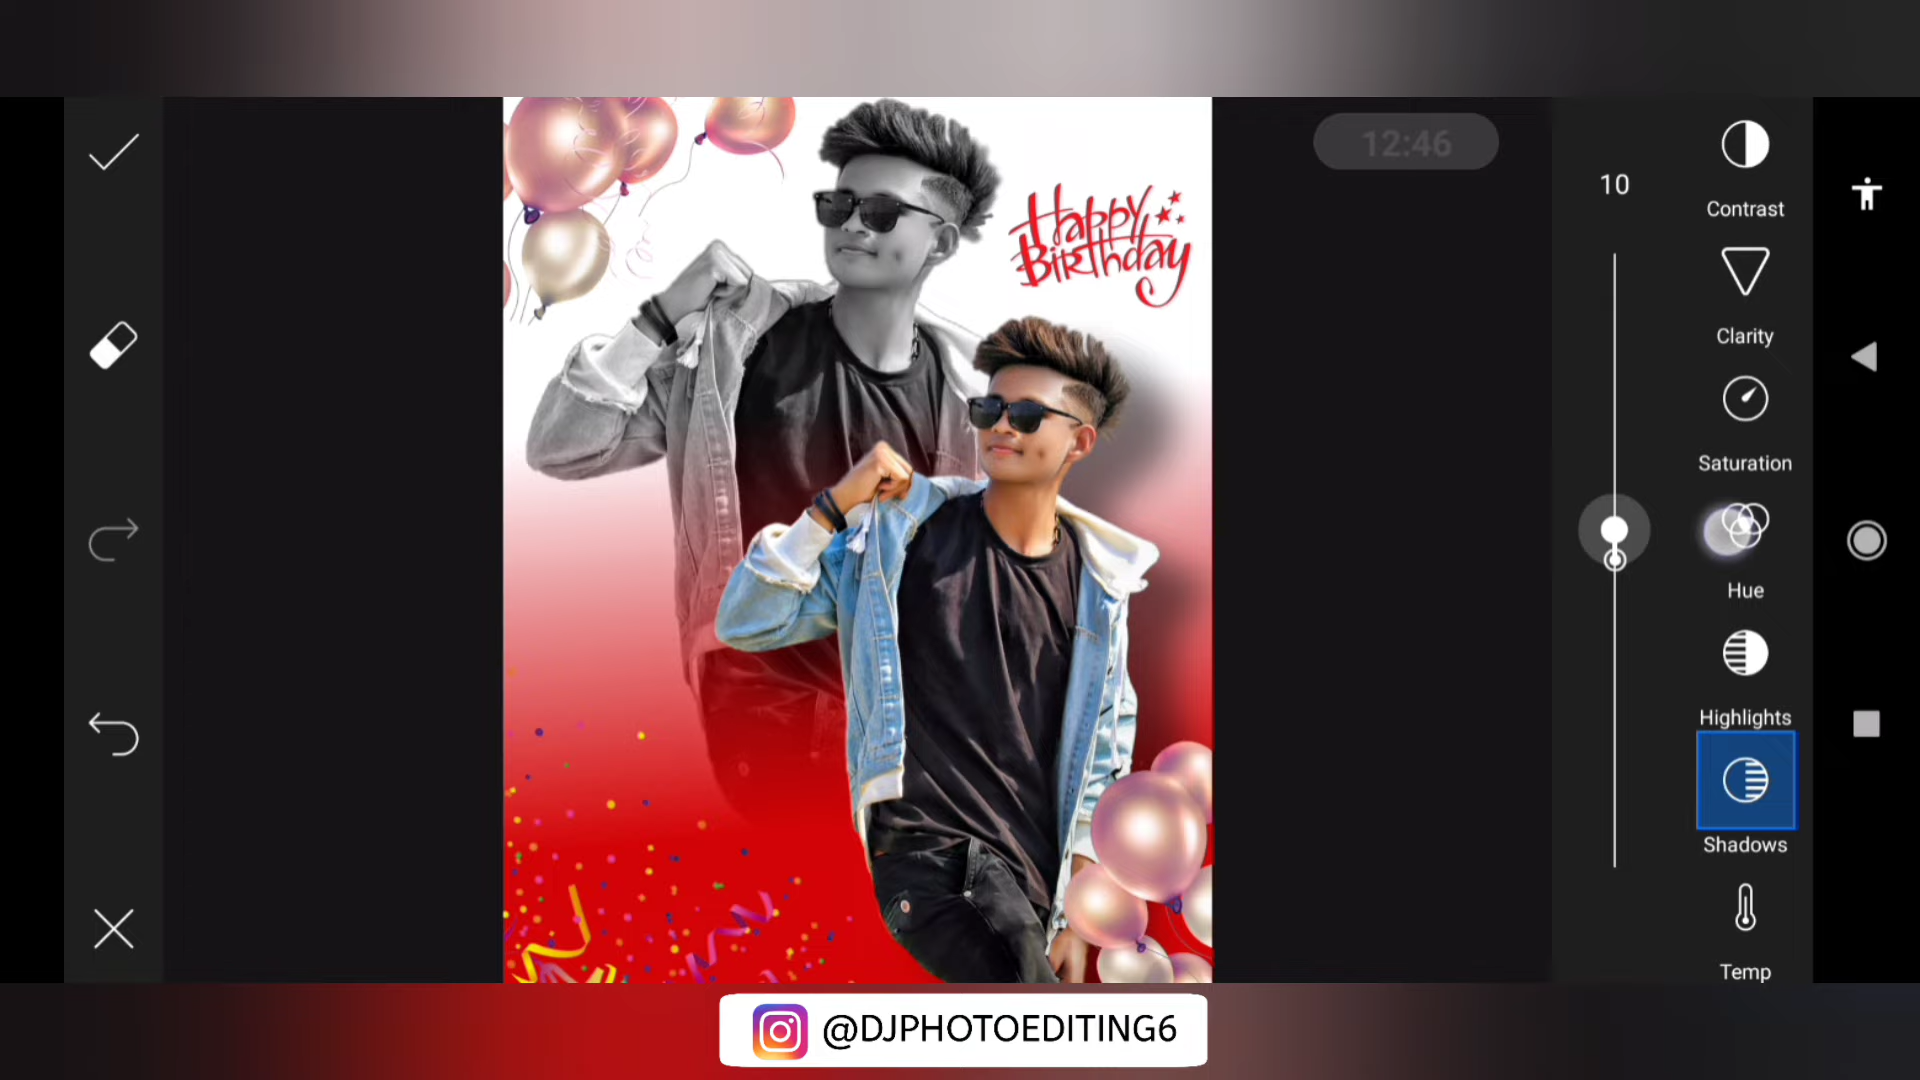 12:46
10
Contrast
Clarity
Saturation
Hue
Highlights
Shadows
Temp
Happy
Birthday
@DJPHOTOEDITING6